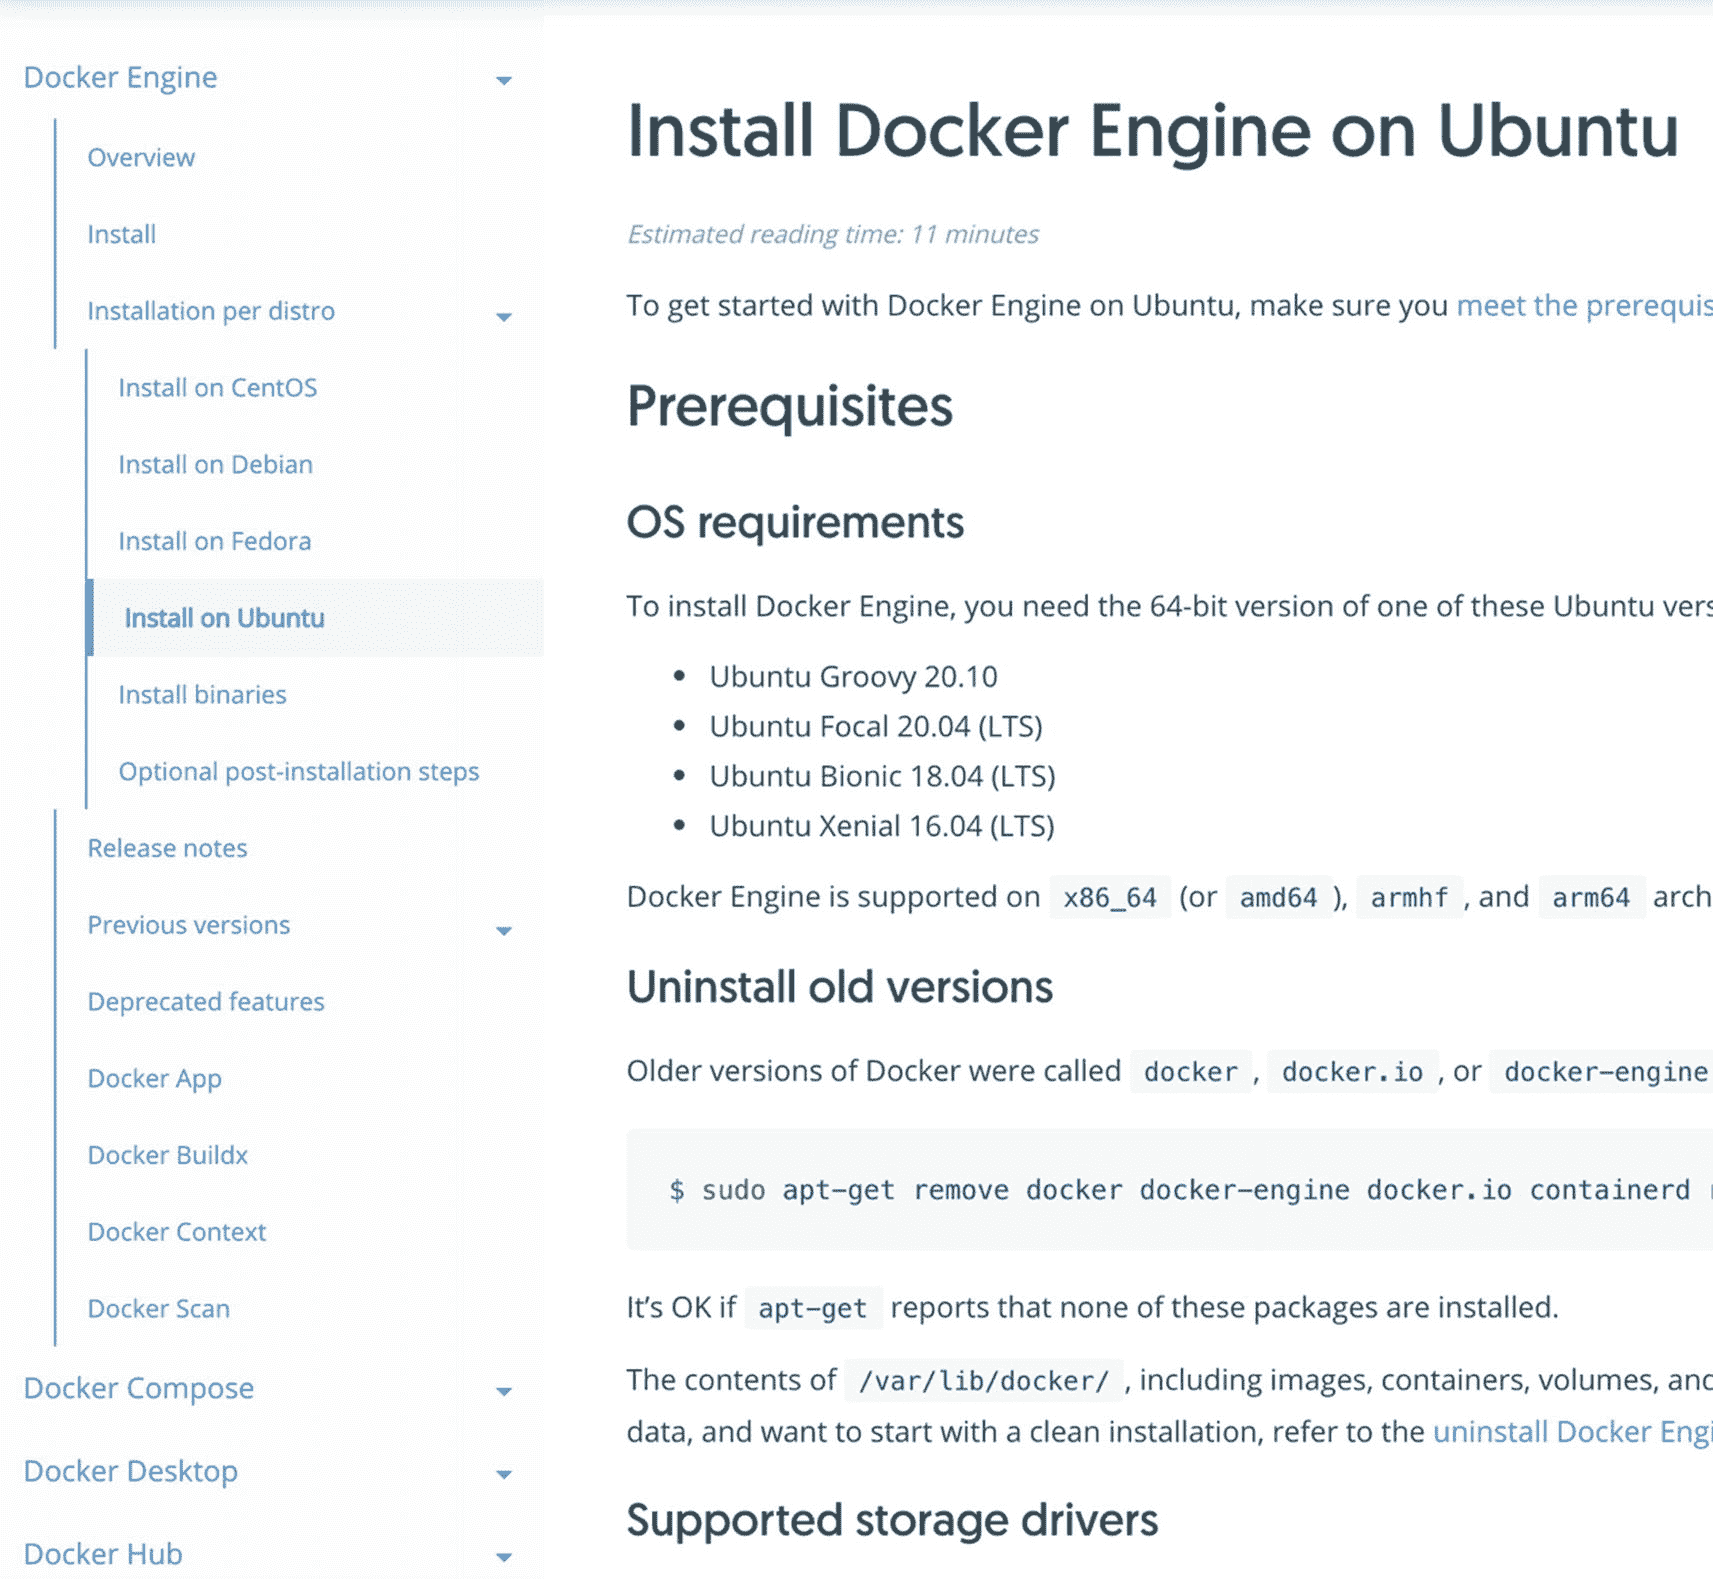 Docker Engine
Overview
Install
Installation per distro
Install on CentOS
Install on Debian
Install on Fedora
Install on Ubuntu
Install binaries
Optional post-installation steps
Release notes
Previous versions
Deprecated features
Docker App
Docker Buildx
Docker Context
Docker Scan
Docker Compose
Docker Desktop
Docker Hub
Install Docker Engine on Ubuntu
Estimated reading time: 11 minutes
To get started with Docker Engine on Ubuntu, make sure you meet the prerequis
Prerequisites
OS requirements
To install Docker Engine, you need the 64-bit version of one of these Ubuntu vers
• Ubuntu Groovy 20.10
• Ubuntu Focal 20.04 (LTS)
• Ubuntu Bionic 18.04 (LTS)
• Ubuntu Xenial 16.04 (LTS)
Docker Engine is supported on x86_64 (or amd64 ), armhf , and arm64 arch
Uninstall old versions
Older versions of Docker were called docker , docker.io , or docker-engine
$ sudo apt-get remove docker docker-engine docker.io containerd
It’s OK if apt-get reports that none of these packages are installed.
The contents of /var/lib/docker/ , including images, containers, volumes, and
data, and want to start with a clean installation, refer to the uninstall Docker Engi
Supported storage drivers